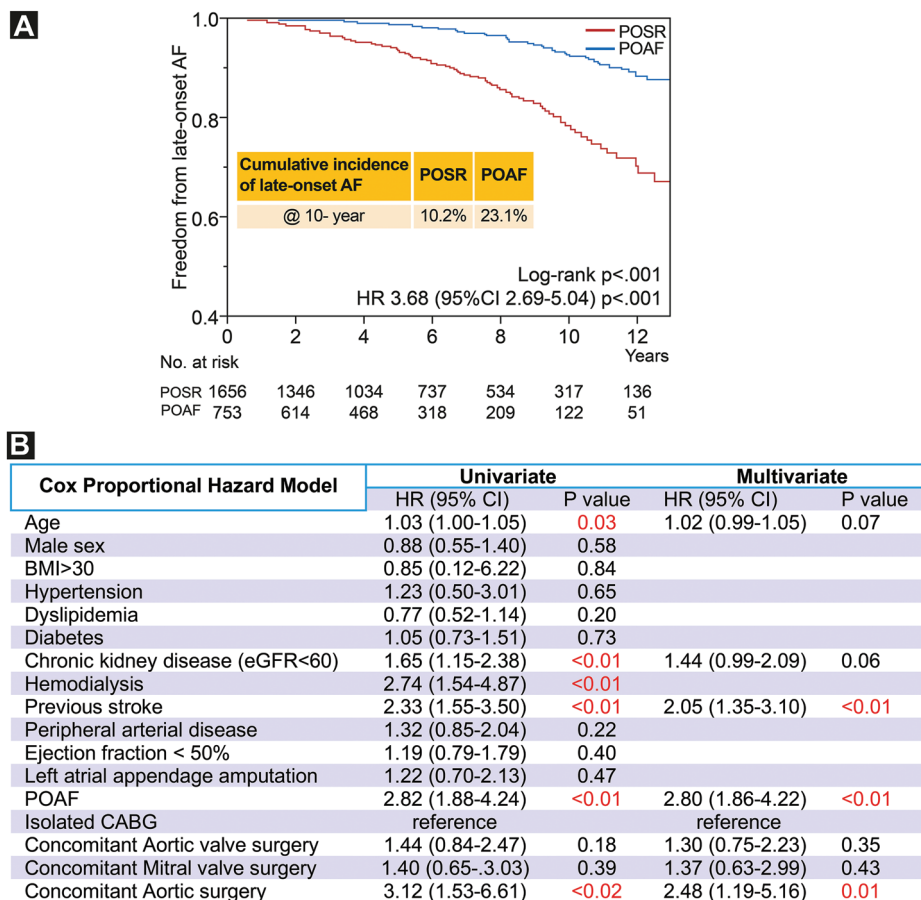 A
Freedom from late-onset AF
1.0
0.8
0.6
0.4
POSR
POAF
Cumulative incidence of late-onset AF POSR POAF
@ 10- year 10.2% 23.1%
Log-rank p<.001
HR 3.68 (95%CI 2.69-5.04) p<.001
0 2 4 6 8 10 12
Years
No. at risk
POSR 1656 1346 1034 737 534 317 136
POAF 753 614 468 318 209 122 51
B
Cox Proportional Hazard Model Univariate Multivariate
HR (95% CI) P value HR (95% CI) P value
Age 1.03 (1.00-1.05) 0.03 1.02 (0.99-1.05) 0.07
Male sex 0.88 (0.55-1.40) 0.58
BMI>30 0.85 (0.12-6.22) 0.84
Hypertension 1.23 (0.50-3.01) 0.65
Dyslipidemia 0.77 (0.52-1.14) 0.20
Diabetes 1.05 (0.73-1.51) 0.73
Chronic kidney disease (eGFR<60) 1.65 (1.15-2.38) <0.01 1.44 (0.99-2.09) 0.06
Hemodialysis 2.74 (1.54-4.87) <0.01
Previous stroke 2.33 (1.55-3.50) <0.01 2.05 (1.35-3.10) <0.01
Peripheral arterial disease 1.32 (0.85-2.04) 0.22
Ejection fraction < 50% 1.19 (0.79-1.79) 0.40
Left atrial appendage amputation 1.22 (0.70-2.13) 0.47
POAF 2.82 (1.88-4.24) <0.01 2.80 (1.86-4.22) <0.01
Isolated CABG reference reference
Concomitant Aortic valve surgery 1.44 (0.84-2.47) 0.18 1.30 (0.75-2.23) 0.35
Concomitant Mitral valve surgery 1.40 (0.65-.3.03) 0.39 1.37 (0.63-2.99) 0.43
Concomitant Aortic surgery 3.12 (1.53-6.61) <0.02 2.48 (1.19-5.16) 0.01